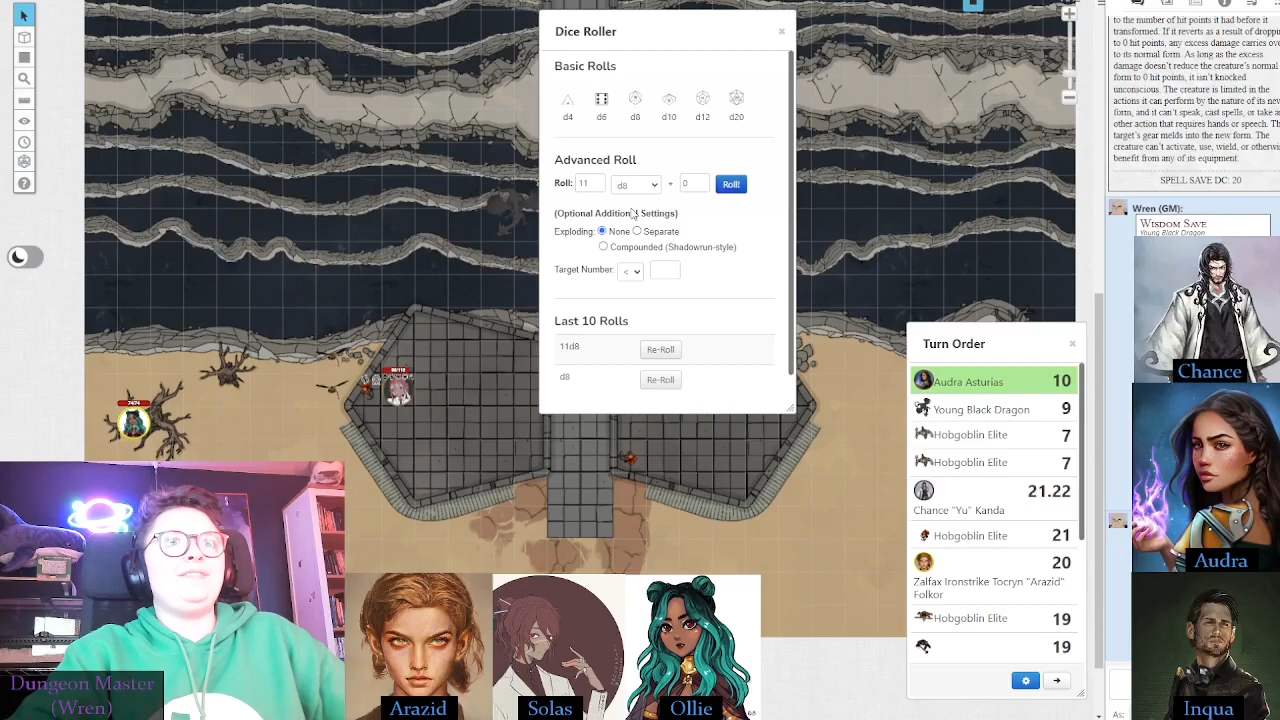 Dice Roller
Basic Rolls
d4
d6
d8
d10
d12
d20
Advanced Roll
Roll: 11 d8 + 0 Roll!
(Optional Additional Settings)
Exploding: None Separate
Compounded (Shadowrun-style)
Target Number: <
Last 10 Rolls
11d8 Re-Roll
d8 Re-Roll
to the number of hit points it had before it
transformed. If it reverts as a result of dropp
to 0 hit points, any excess damage carries ove
to its normal form. As long as the excess
damage doesn't reduce the creature's normal
form to 0 hit points, it isn't knocked
unconscious. The creature is limited in the
actions it can perform by the nature of its new
form, and it can't speak, cast spells, or take a
other action that requires hands or speech. Th
target's gear melds into the new form. The
creature can't activate, use, wield, or otherwise
benefit from any of its equipment.
SPELL SAVE DC: 20
Wren (GM):
WISDOM SAVE
Young Black Dragon
Turn Order
Audra Asturias 10
Young Black Dragon 9
Hobgoblin Elite 7
Hobgoblin Elite 7
21.22
Chance "Yu" Kanda
Hobgoblin Elite 21
20
Zalfax Ironstrike Tocryn "Arazid"
Folkor
Hobgoblin Elite 19
19
74/74
Chance
Audra
Inqua
As:
Dungeon Master
(Wren)
Arazid
Solas
Ollie